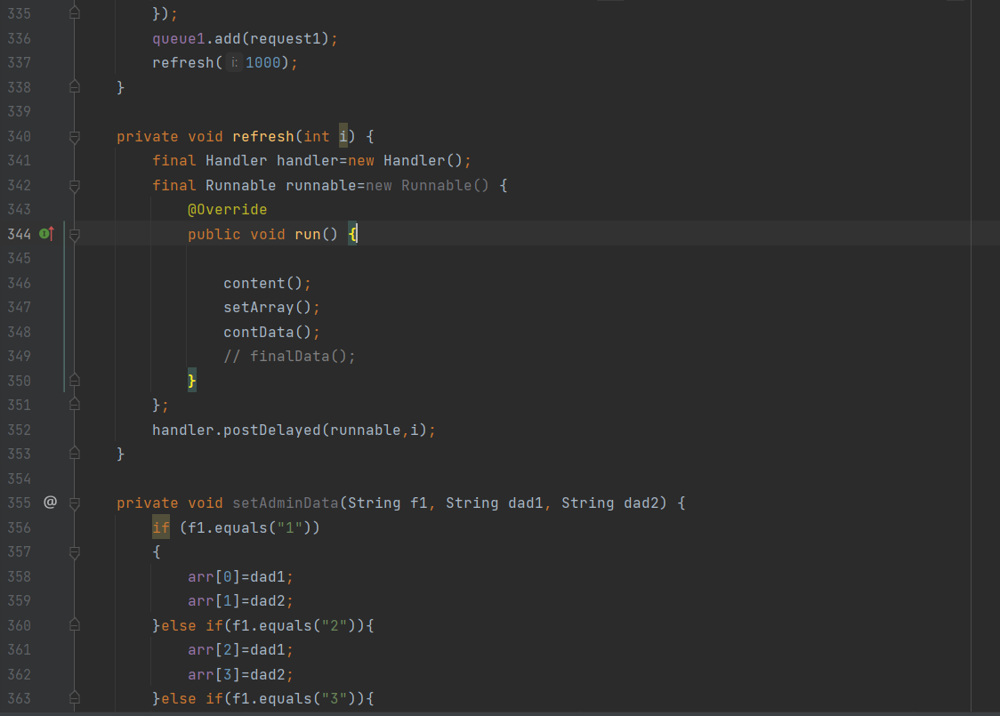 335 });
336 queue1.add(request1);
337 refresh( i: 1000);
338 }
339
340 private void refresh(int i) {
341 final Handler handler=new Handler();
342 final Runnable runnable=new Runnable() {
343 @Override
344 public void run() {
345
346 content();
347 setArray();
348 contData();
349 // finalData();
350 }
351 };
352 handler.postDelayed(runnable,i);
353 }
354
355 @ private void setAdminData(String f1, String dad1, String dad2) {
356 if (f1.equals("1"))
357 {
358 arr[0]=dad1;
359 arr[1]=dad2;
360 }else if(f1.equals("2")){
361 arr[2]=dad1;
362 arr[3]=dad2;
363 }else if(f1.equals("3")){